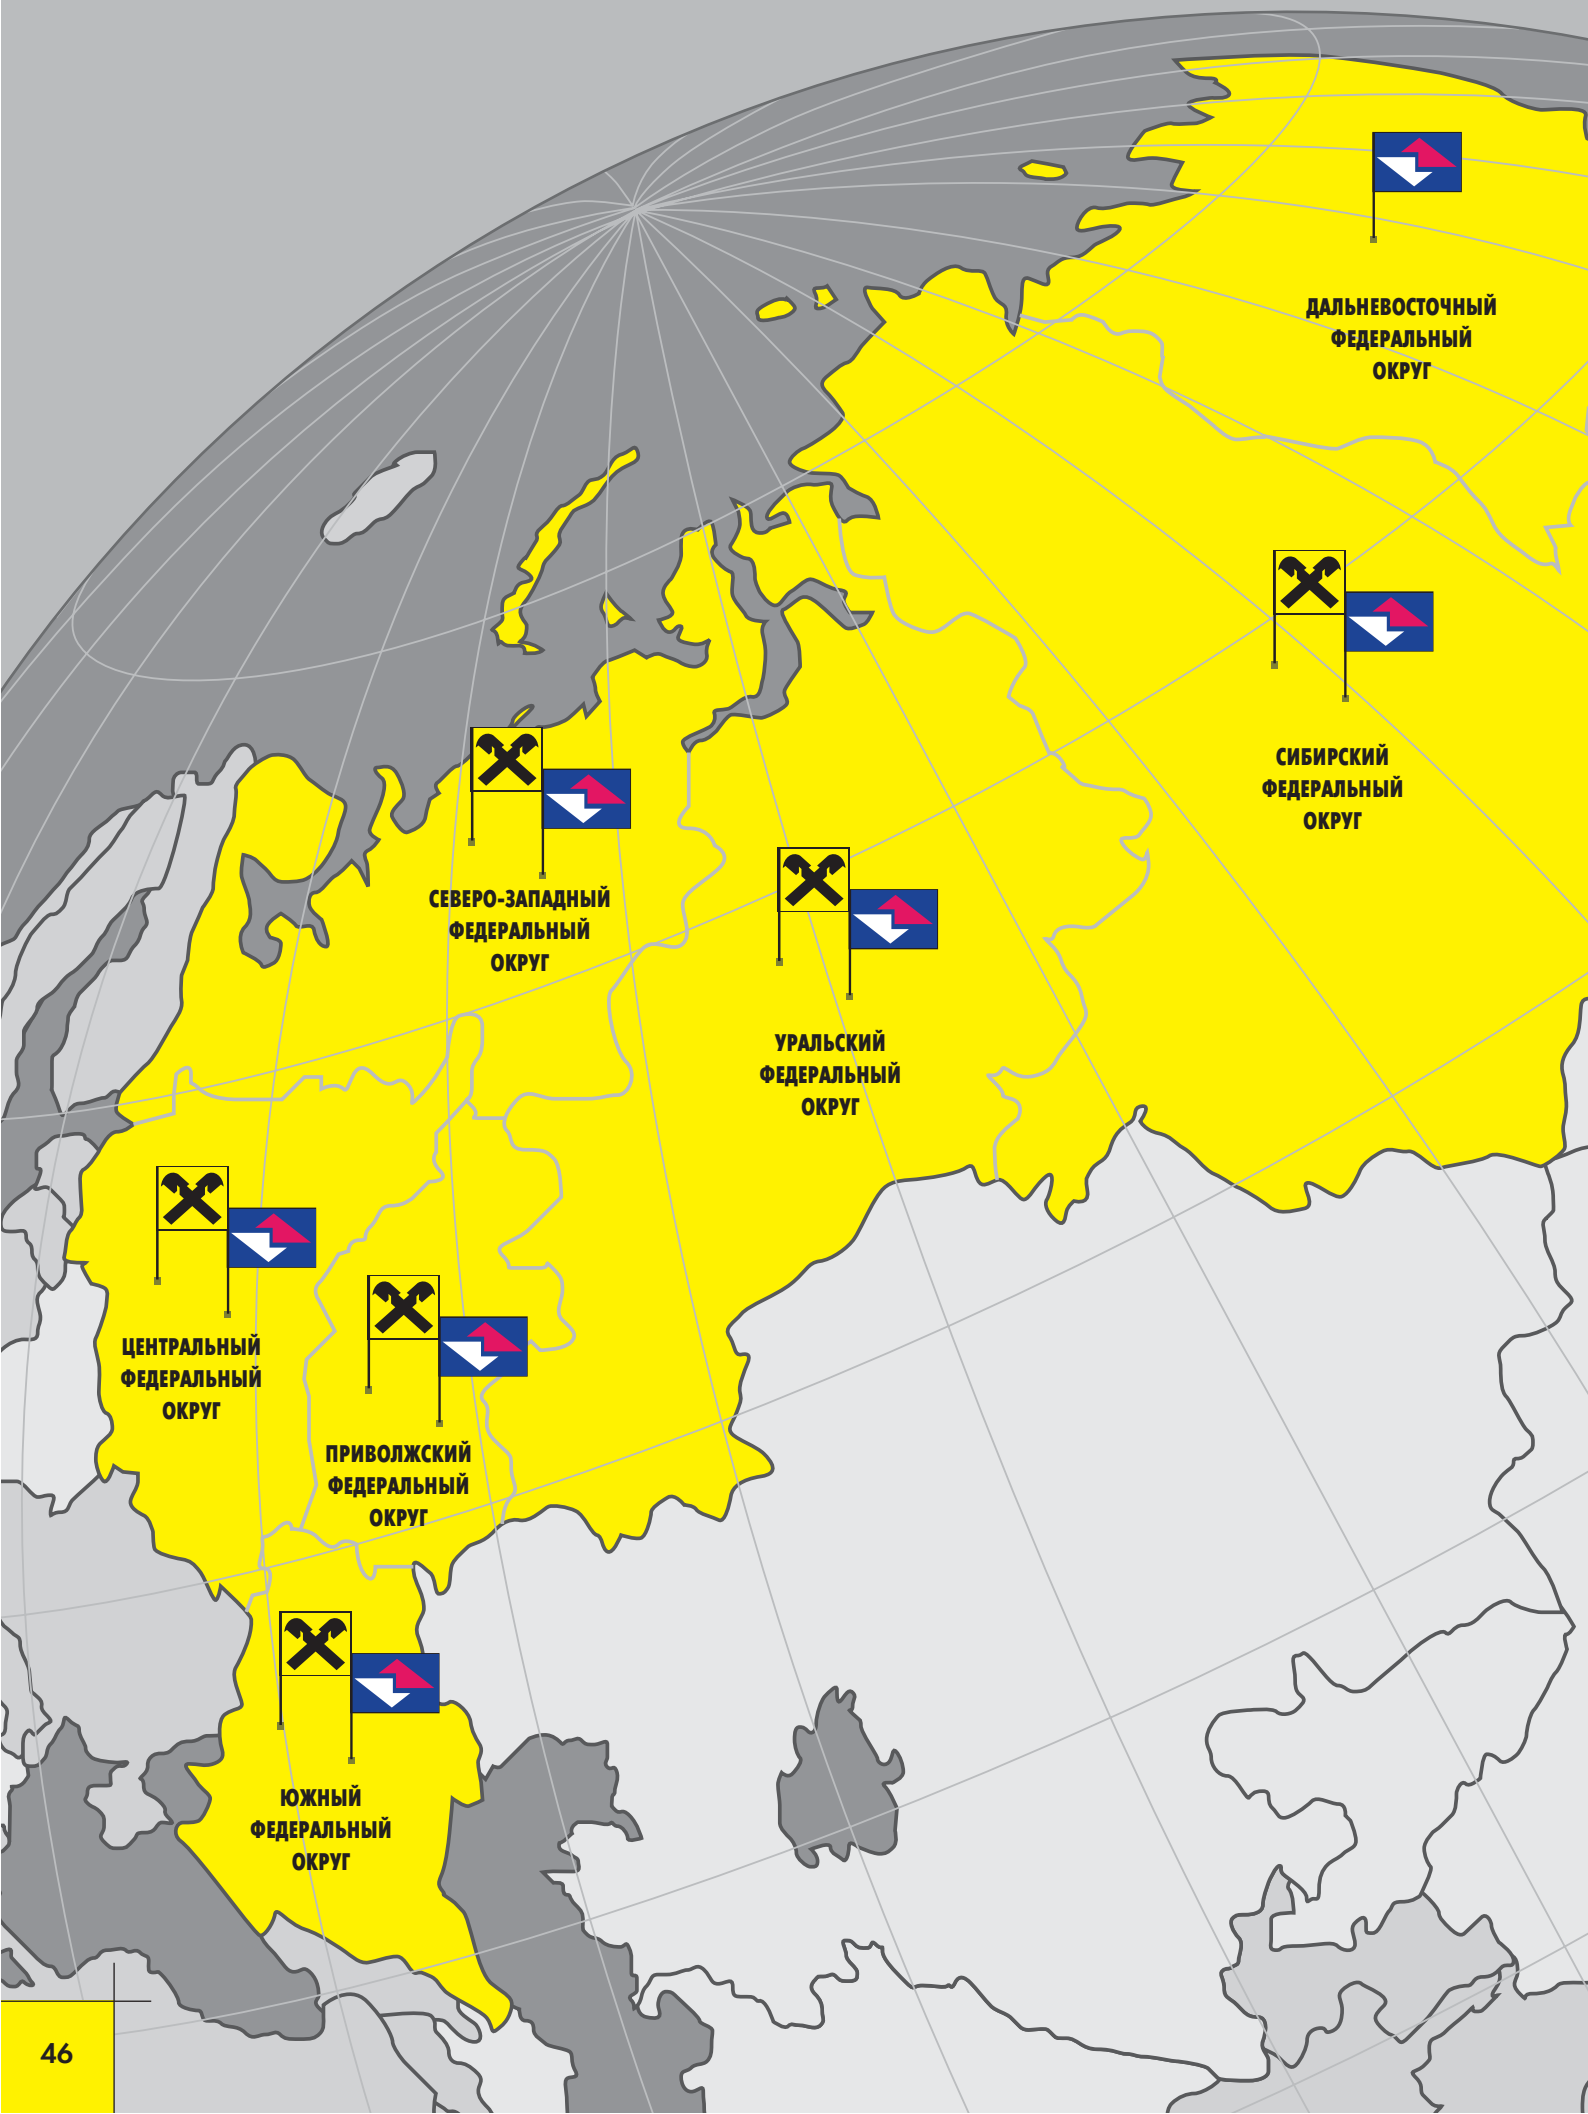 ДАЛЬНЕВОСТОЧНЫЙ
ФЕДЕРАЛЬНЫЙ
ОКРУГ
СИБИРСКИЙ
ФЕДЕРАЛЬНЫЙ
ОКРУГ
СЕВЕРО-ЗАПАДНЫЙ
ФЕДЕРАЛЬНЫЙ
ОКРУГ
УРАЛЬСКИЙ
ФЕДЕРАЛЬНЫЙ
ОКРУГ
ЦЕНТРАЛЬНЫЙ
ФЕДЕРАЛЬНЫЙ
ОКРУГ
ПРИВОЛЖСКИЙ
ФЕДЕРАЛЬНЫЙ
ОКРУГ
ЮЖНЫЙ
ФЕДЕРАЛЬНЫЙ
ОКРУГ
46